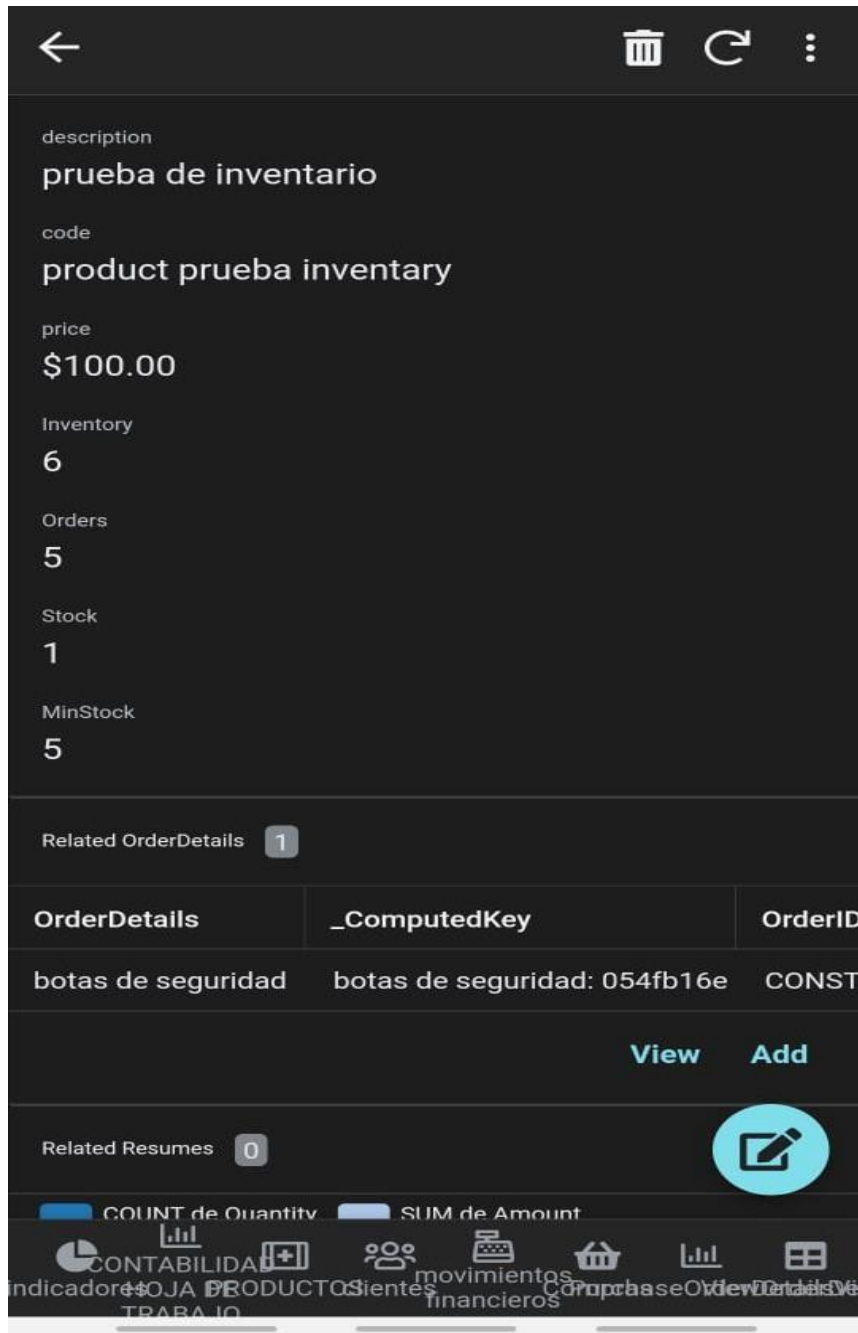 description
prueba de inventario
code
product prueba inventary
price
$100.00
Inventory
6
Orders
5
Stock
1
MinStock
5
Related OrderDetails 1
OrderDetails _ComputedKey OrderID
botas de seguridad botas de seguridad: 054fb16e CONST
View Add
Related Resumes 0
COUNT de Quantity SUM de Amount
indicadores
CONTABILIDAD
HOJA DE
TRABAJO
PRODUCTOS
clientes
movimientos
financieros